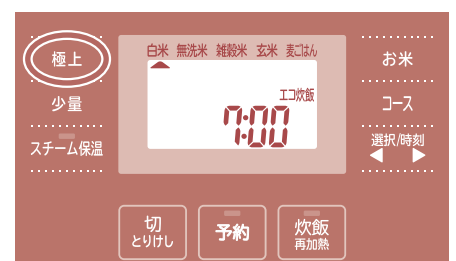 極上
少量
スチーム保温
白米 無洗米 雑穀米 玄米 麦ごはん
エコ炊飯
7:00
お米
コース
選択/時刻
切
とりけし
予約
炊飯
再加熱